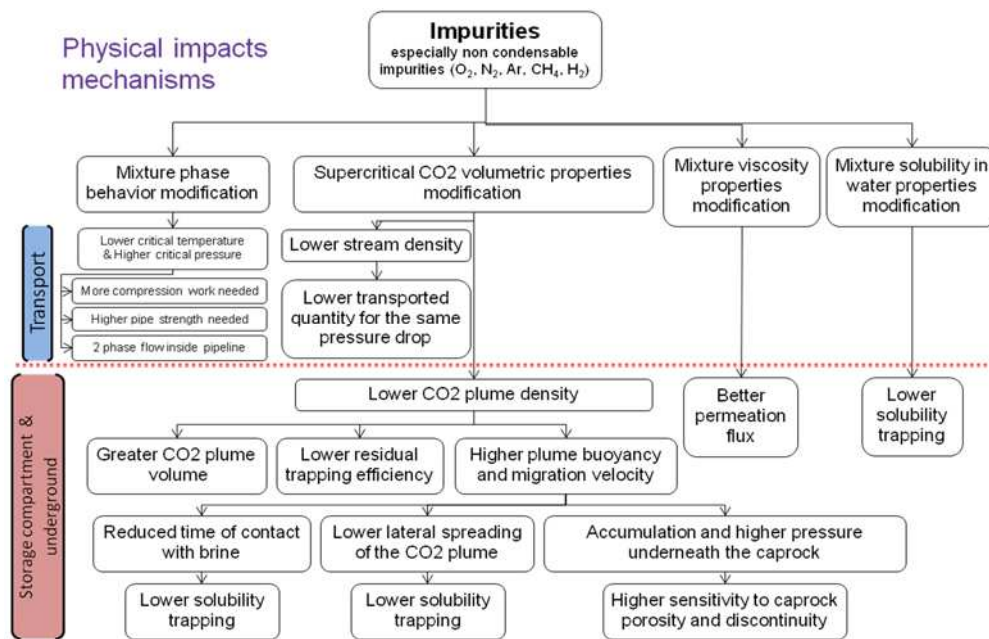 Physical impacts
mechanisms
Impurities
especially non condensable
impurities (O2, N2, Ar, CH4, H2)
Mixture phase
behavior modification
Supercritical CO2 volumetric properties
modification
Mixture viscosity
properties
modification
Mixture solubility in
water properties
modification
Transport
Lower critical temperature
& Higher critical pressure
More compression work needed
Higher pipe strength needed
2 phase flow inside pipeline
Lower stream density
Lower transported
quantity for the same
pressure drop
Storage compartment &
underground
Lower CO2 plume density
Better
permeation
flux
Lower
solubility
trapping
Greater CO2 plume
volume
Lower residual
trapping efficiency
Higher plume buoyancy
and migration velocity
Reduced time of contact
with brine
Lower lateral spreading
of the CO2 plume
Accumulation and higher pressure
underneath the caprock
Lower solubility
trapping
Lower solubility
trapping
Higher sensitivity to caprock
porosity and discontinuity